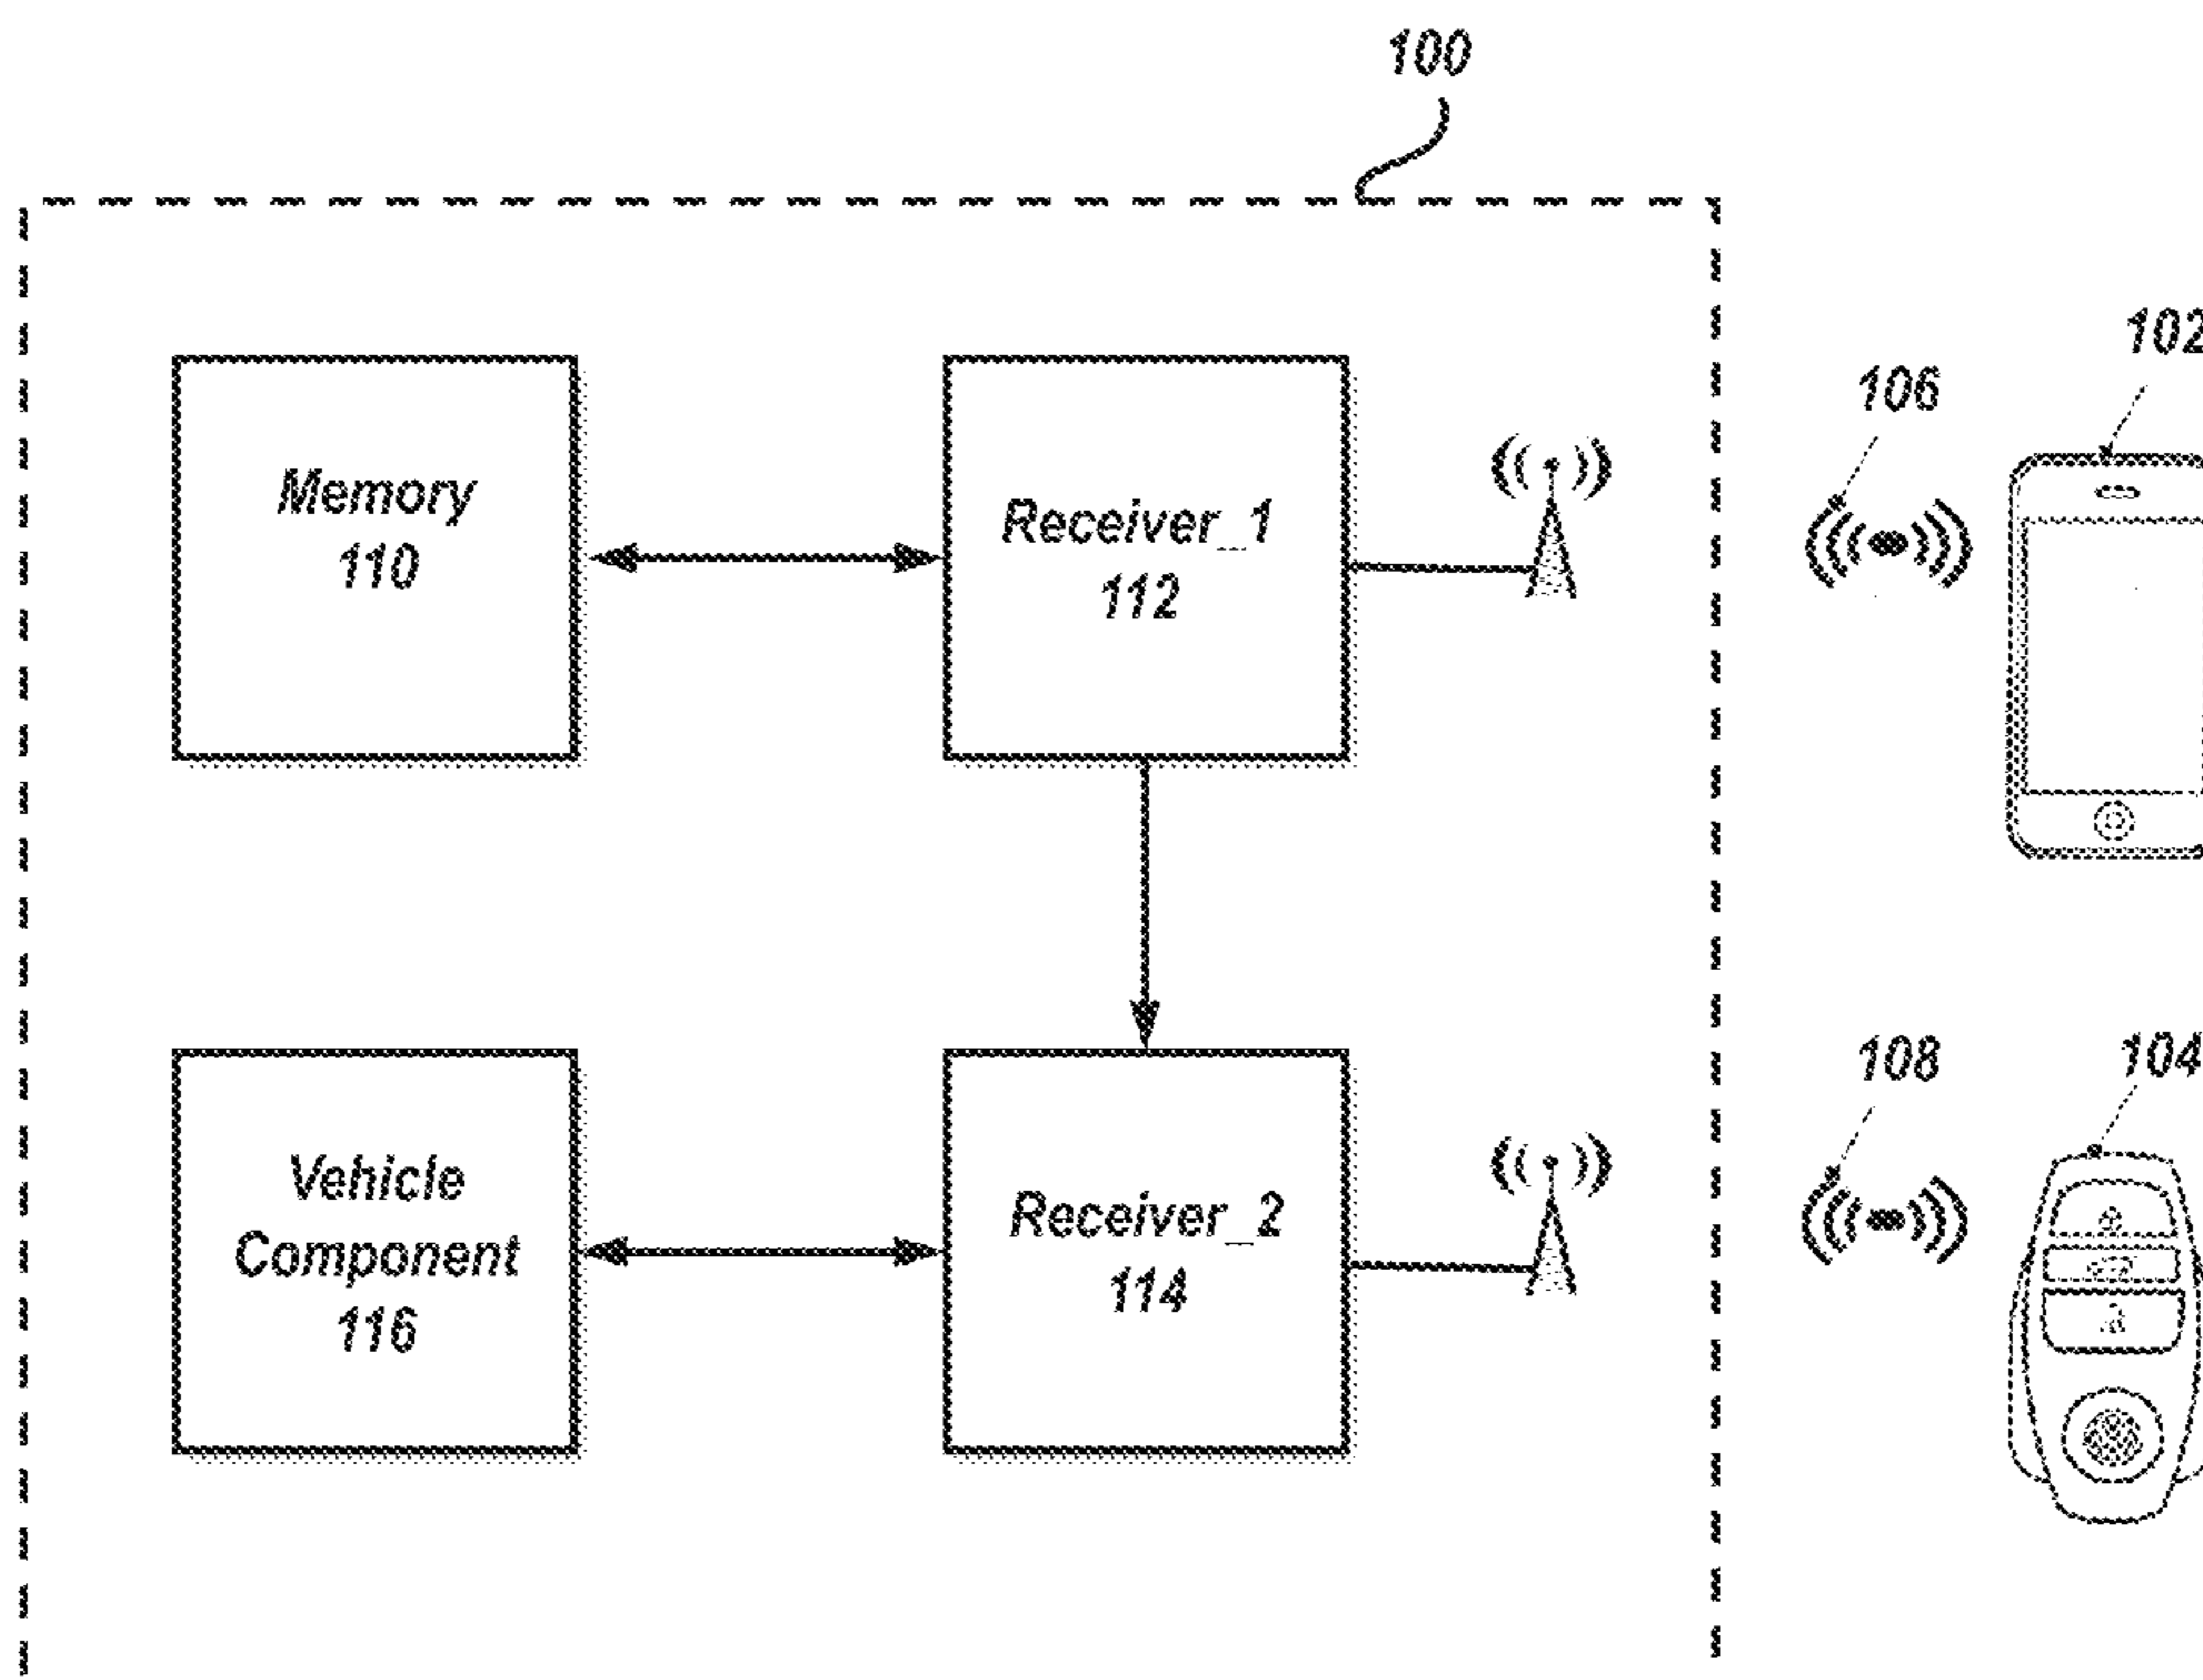 100
102
106
Memory
110
Receiver_1
112
108
104
Vehicle
Component
116
Receiver_2
114